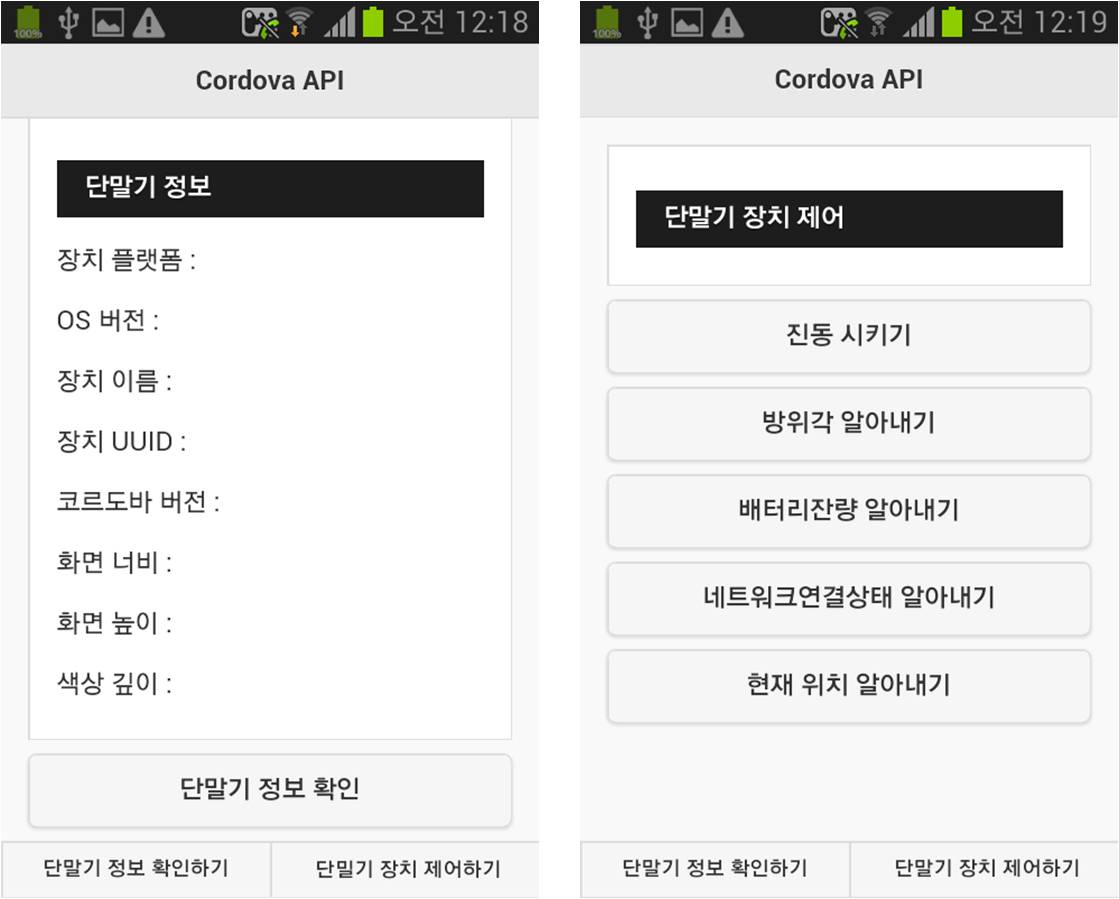 100%
오전 12:18
Cordova API
단말기 정보
장치 플랫폼 :
OS 버전 :
장치 이름 :
장치 UUID :
코르도바 버전 :
화면 너비 :
화면 높이 :
색상 깊이 :
단말기 정보 확인
단말기 정보 확인하기
단밀기 장치 제어하기
100%
오전 12:19
Cordova API
단말기 장치 제어
진동 시키기
방위각 알아내기
배터리잔량 알아내기
네트워크연결상태 알아내기
현재 위치 알아내기
단말기 정보 확인하기
단말기 장치 제어하기